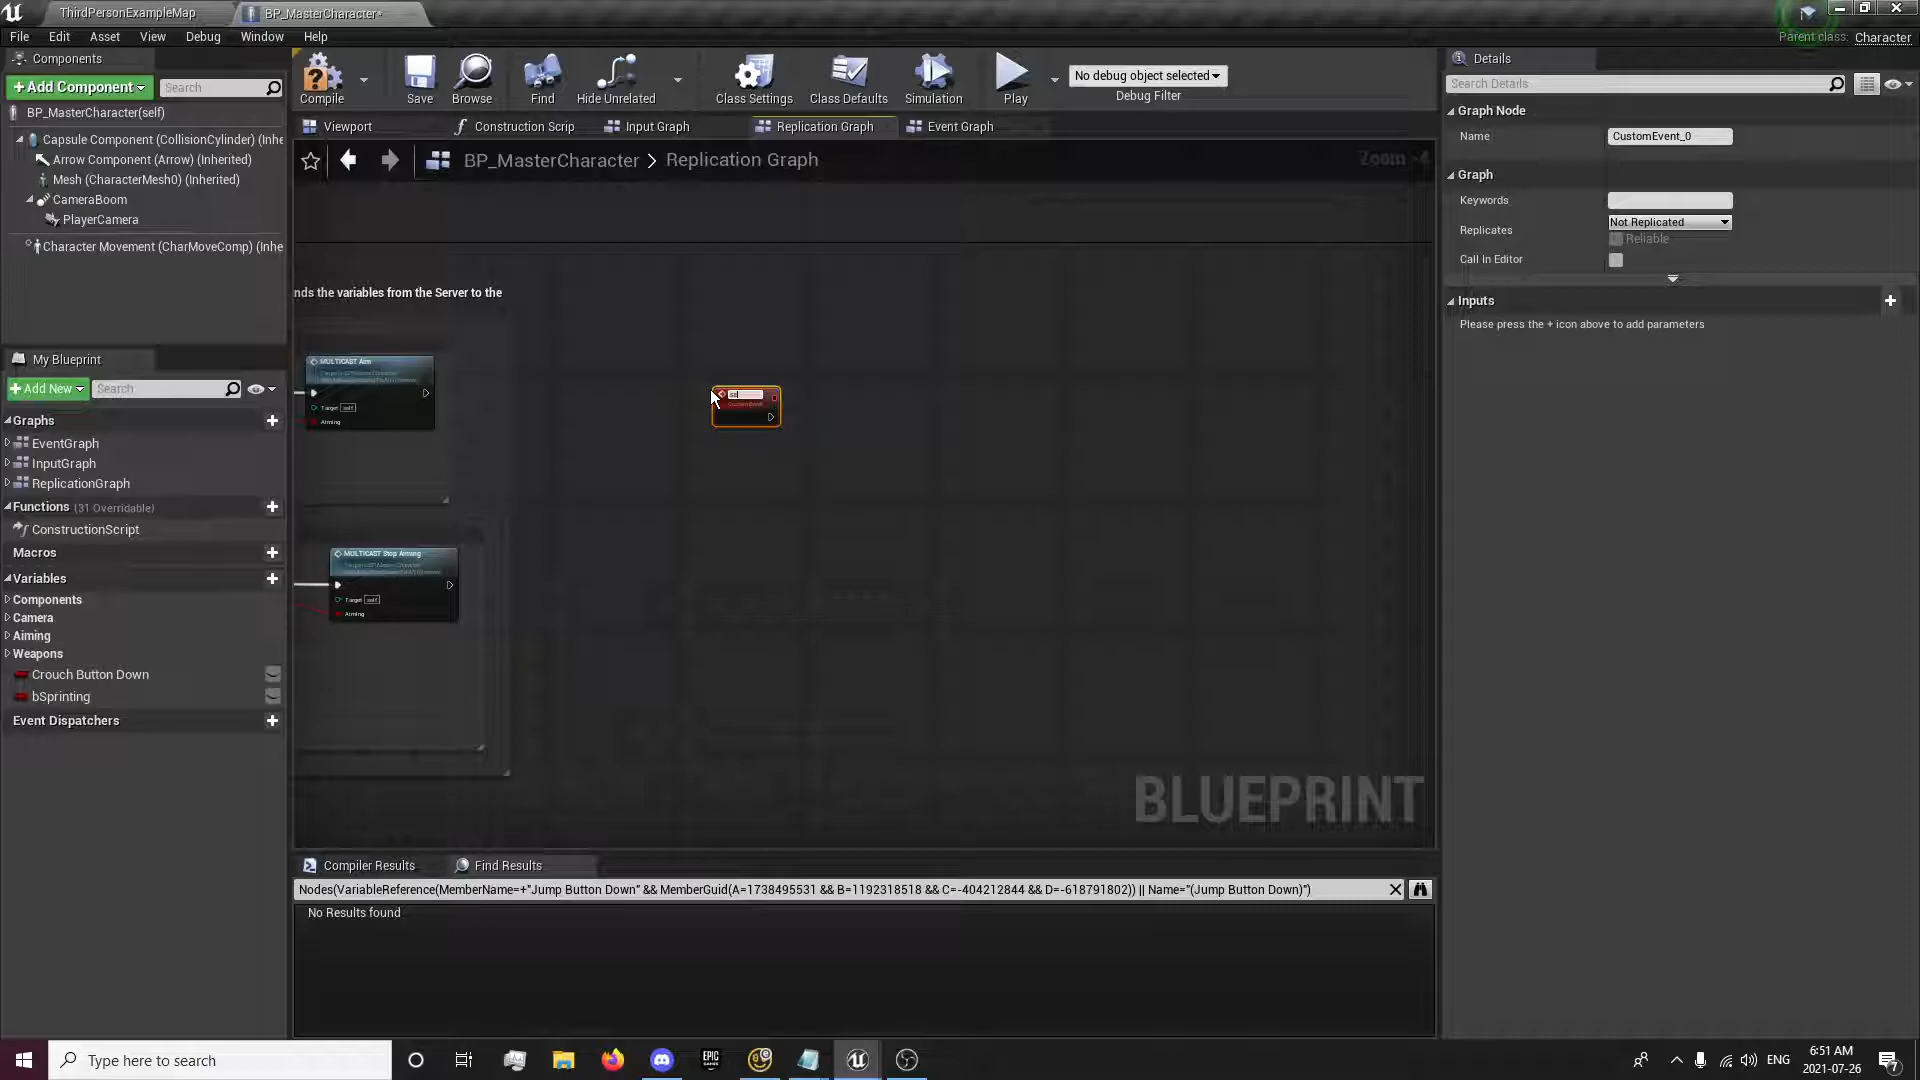 ThirdPersonExampleMap
BP_MasterCharacter*
File Edit Asset View Debug Window Help
Parent class: Character
Components
+Add Component
Search
BP_MasterCharacter(self)
Capsule Component (CollisionCylinder) (Inhe
Arrow Component (Arrow) (Inherited)
Mesh (CharacterMesh0) (Inherited)
CameraBoom
PlayerCamera
Character Movement (CharMoveComp) (Inhe
My Blueprint
+Add New
Search
Graphs
EventGraph
InputGraph
ReplicationGraph
Functions (31 Overridable)
ConstructionScript
Macros
Variables
Components
Camera
Aiming
Weapons
Crouch Button Down
bSprinting
Event Dispatchers
Compile Save Browse Find Hide Unrelated Class Settings Class Defaults Simulation Play
No debug object selected
Debug Filter
Viewport Construction Scrip Input Graph Replication Graph Event Graph
BP_MasterCharacter > Replication Graph
Zoom -4
nds the variables from the Server to the
MULTICAST Aim
Target self
Aiming
MULTICAST Stop Aiming
Target self
Aiming
BLUEPRINT
Compiler Results Find Results
Nodes(VariableReference(MemberName=+"Jump Button Down" && MemberGuid(A=1738495531 && B=1192318518 && C=-404212844 && D=-618791802)) || Name="(Jump Button Down)")
No Results found
Details
Search Details
Graph Node
Name CustomEvent_0
Graph
Keywords
Replicates Not Replicated
Reliable
Call In Editor
Inputs
Please press the + icon above to add parameters
Type here to search
EPIC GAMES
ENG
6:51 AM
2021-07-26
7